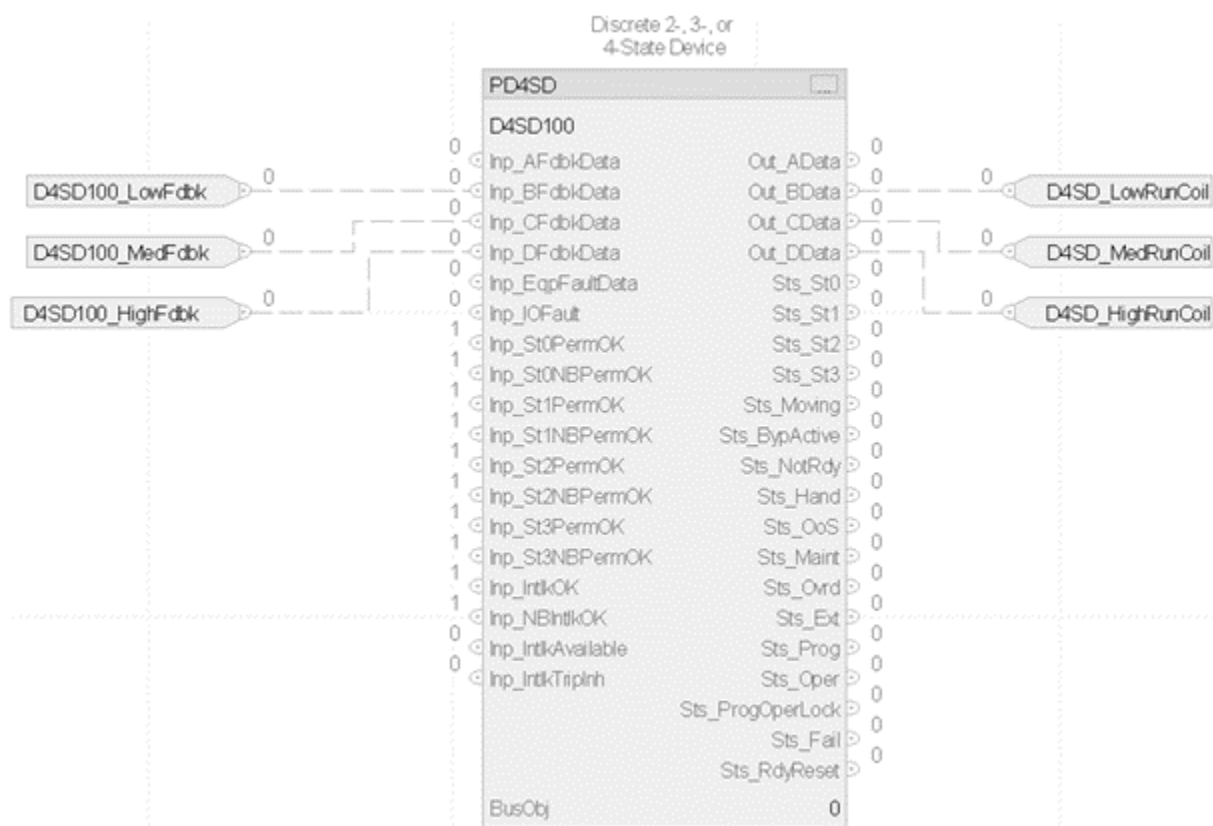 Discrete 2-, 3-, or
4-State Device
PD4SD ...
D4SD100
0 Inp_AFdbkData Out_AData 0
D4SD100_LowFdbk 0 0 Inp_BFdbkData Out_BData 0 0 D4SD_LowRunCoil
0 Inp_CFdbkData Out_CData 0
D4SD100_MedFdbk 0 0 Inp_DFdbkData Out_DData 0 0 D4SD_MedRunCoil
0 Inp_EqpFaultData Sts_St0 0
D4SD100_HighFdbk 0 0 Inp_IOFault Sts_St1 0 0 D4SD_HighRunCoil
1 Inp_St0PermOK Sts_St2 0
1 Inp_St0NBPermOK Sts_St3 0
1 Inp_St1PermOK Sts_Moving 0
1 Inp_St1NBPermOK Sts_BypActive 0
1 Inp_St2PermOK Sts_NotRdy 0
1 Inp_St2NBPermOK Sts_Hand 0
1 Inp_St3PermOK Sts_OoS 0
1 Inp_St3NBPermOK Sts_Maint 0
1 Inp_IntlkOK Sts_Ovrd 0
1 Inp_NBIntlkOK Sts_Ext 0
0 Inp_IntlkAvailable Sts_Prog 0
0 Inp_IntlkTripInh Sts_Oper 0
Sts_ProgOperLock 0
Sts_Fail 0
Sts_RdyReset 0
BusObj 0